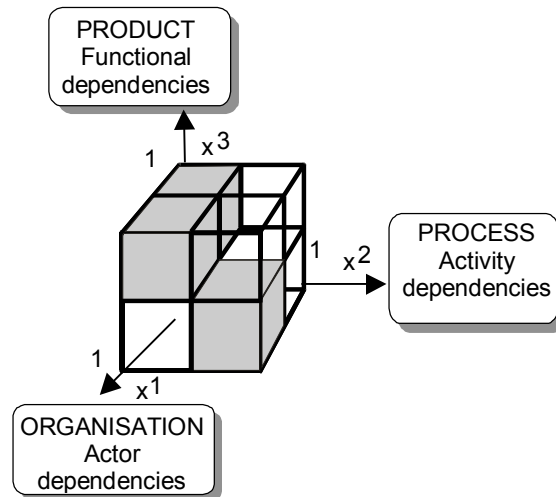 PRODUCT
Functional
dependencies
1
x3
PROCESS
Activity
dependencies
1
x2
1
x1
ORGANISATION
Actor
dependencies